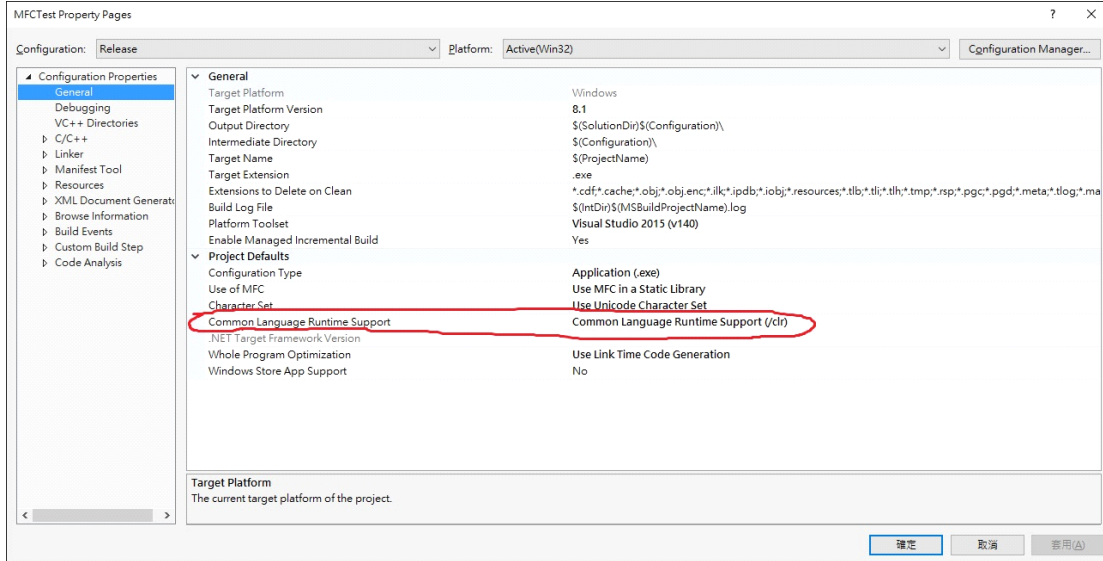 MFCTest Property Pages
? ×
Configuration: Release Platform: Active(Win32) Configuration Manager...
Configuration Properties
General
Debugging
VC++ Directories
C/C++
Linker
Manifest Tool
Resources
XML Document Generato
Browse Information
Build Events
Custom Build Step
Code Analysis
General
Target Platform Windows
Target Platform Version 8.1
Output Directory $(SolutionDir)$(Configuration)\
Intermediate Directory $(Configuration)\
Target Name $(ProjectName)
Target Extension .exe
Extensions to Delete on Clean *.cdf;*.cache;*.obj;*.obj.enc;*.ilk;*.ipdb;*.iobj;*.resources;*.tlb;*.tli;*.tlh;*.tmp;*.rsp;*.pgc;*.pgd;*.meta;*.tlog;*.ma
Build Log File $(IntDir)$(MSBuildProjectName).log
Platform Toolset Visual Studio 2015 (v140)
Enable Managed Incremental Build Yes
Project Defaults
Configuration Type Application (.exe)
Use of MFC Use MFC in a Static Library
Character Set Use Unicode Character Set
Common Language Runtime Support Common Language Runtime Support (/clr)
.NET Target Framework Version
Whole Program Optimization Use Link Time Code Generation
Windows Store App Support No
Target Platform
The current target platform of the project.
確定 取消 套用(A)